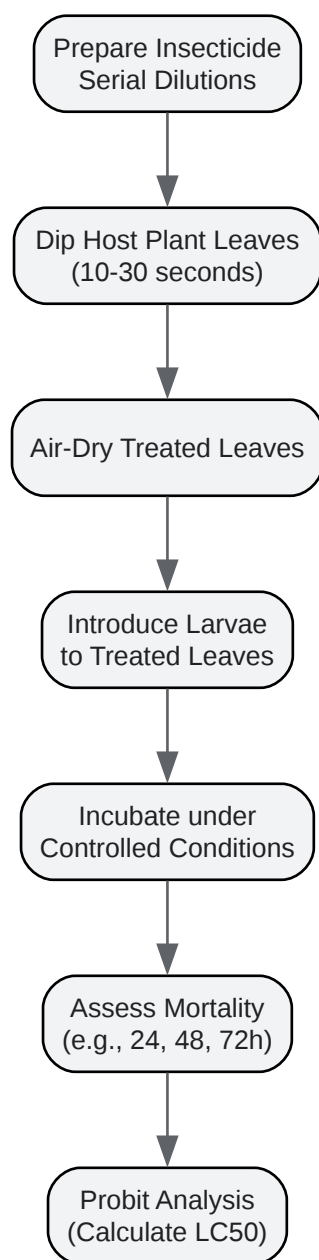 Prepare Insecticide
Serial Dilutions
Dip Host Plant Leaves
(10-30 seconds)
Air-Dry Treated Leaves
Introduce Larvae
to Treated Leaves
Incubate under
Controlled Conditions
Assess Mortality
(e.g., 24, 48, 72h)
Probit Analysis
(Calculate LC50)